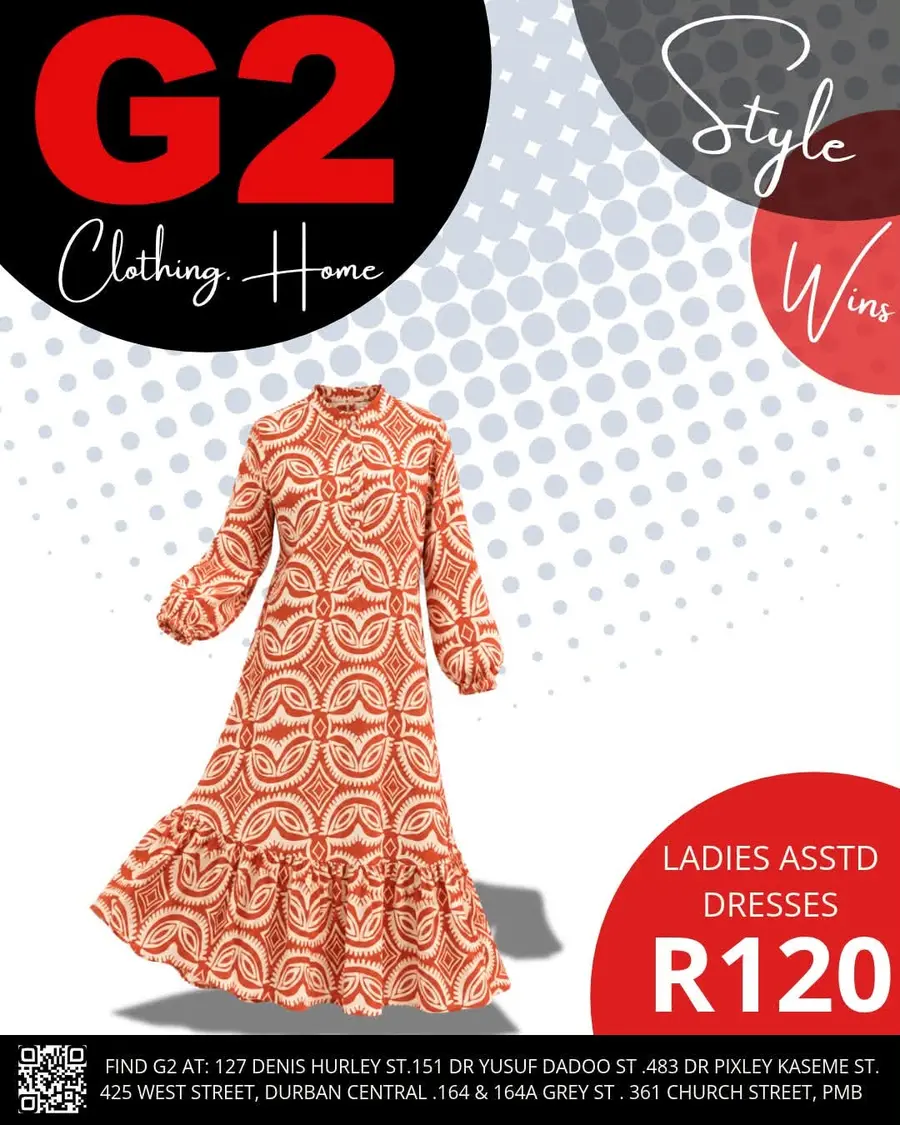 G2
Clothing. Home
Style
Wins
LADIES ASSTD
DRESSES
R120
FIND G2 AT: 127 DENIS HURLEY ST.151 DR YUSUF DADOO ST .483 DR PIXLEY KASEME ST.
425 WEST STREET, DURBAN CENTRAL .164 & 164A GREY ST . 361 CHURCH STREET, PMB